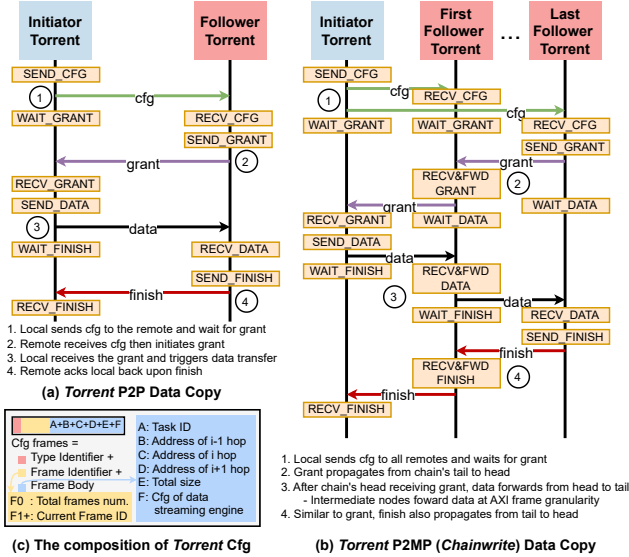 Initiator
Torrent
Follower
Torrent
SEND_CFG
1
cfg
WAIT_GRANT
RECV_CFG
SEND_GRANT
grant
2
RECV_GRANT
SEND_DATA
3
data
WAIT_FINISH
RECV_DATA
SEND_FINISH
finish
4
RECV_FINISH
1. Local sends cfg to the remote and wait for grant
2. Remote receives cfg then initiates grant
3. Local receives the grant and triggers data transfer
4. Remote acks local back upon finish
(a) Torrent P2P Data Copy
A+B+C+D+E+F
Cfg frames =
Type Identifier +
Frame Identifier +
Frame Body
F0 : Total frames num.
F1+: Current Frame ID
A: Task ID
B: Address of i-1 hop
C: Address of i hop
D: Address of i+1 hop
E: Total size
F: Cfg of data
streaming engine
(c) The composition of Torrent Cfg
Initiator
Torrent
First
Follower
Torrent
...
Last
Follower
Torrent
SEND_CFG
1
cfg
RECV_CFG
cfg
WAIT_GRANT
WAIT_GRANT
RECV_CFG
SEND_GRANT
grant
RECV&FWD
GRANT
2
grant
WAIT_DATA
RECV_GRANT
WAIT_DATA
SEND_DATA
data
WAIT_FINISH
RECV&FWD
DATA
3
data
WAIT_FINISH
RECV_DATA
SEND_FINISH
finish
RECV&FWD
FINISH
4
finish
RECV_FINISH
1. Local sends cfg to all remotes and waits for grant
2. Grant propagates from chain's tail to head
3. After chain's head receiving grant, data forwards from head to tail
- Intermediate nodes foward data at AXI frame granularity
4. Similar to grant, finish also propagates from tail to head
(b) Torrent P2MP (Chainwrite) Data Copy